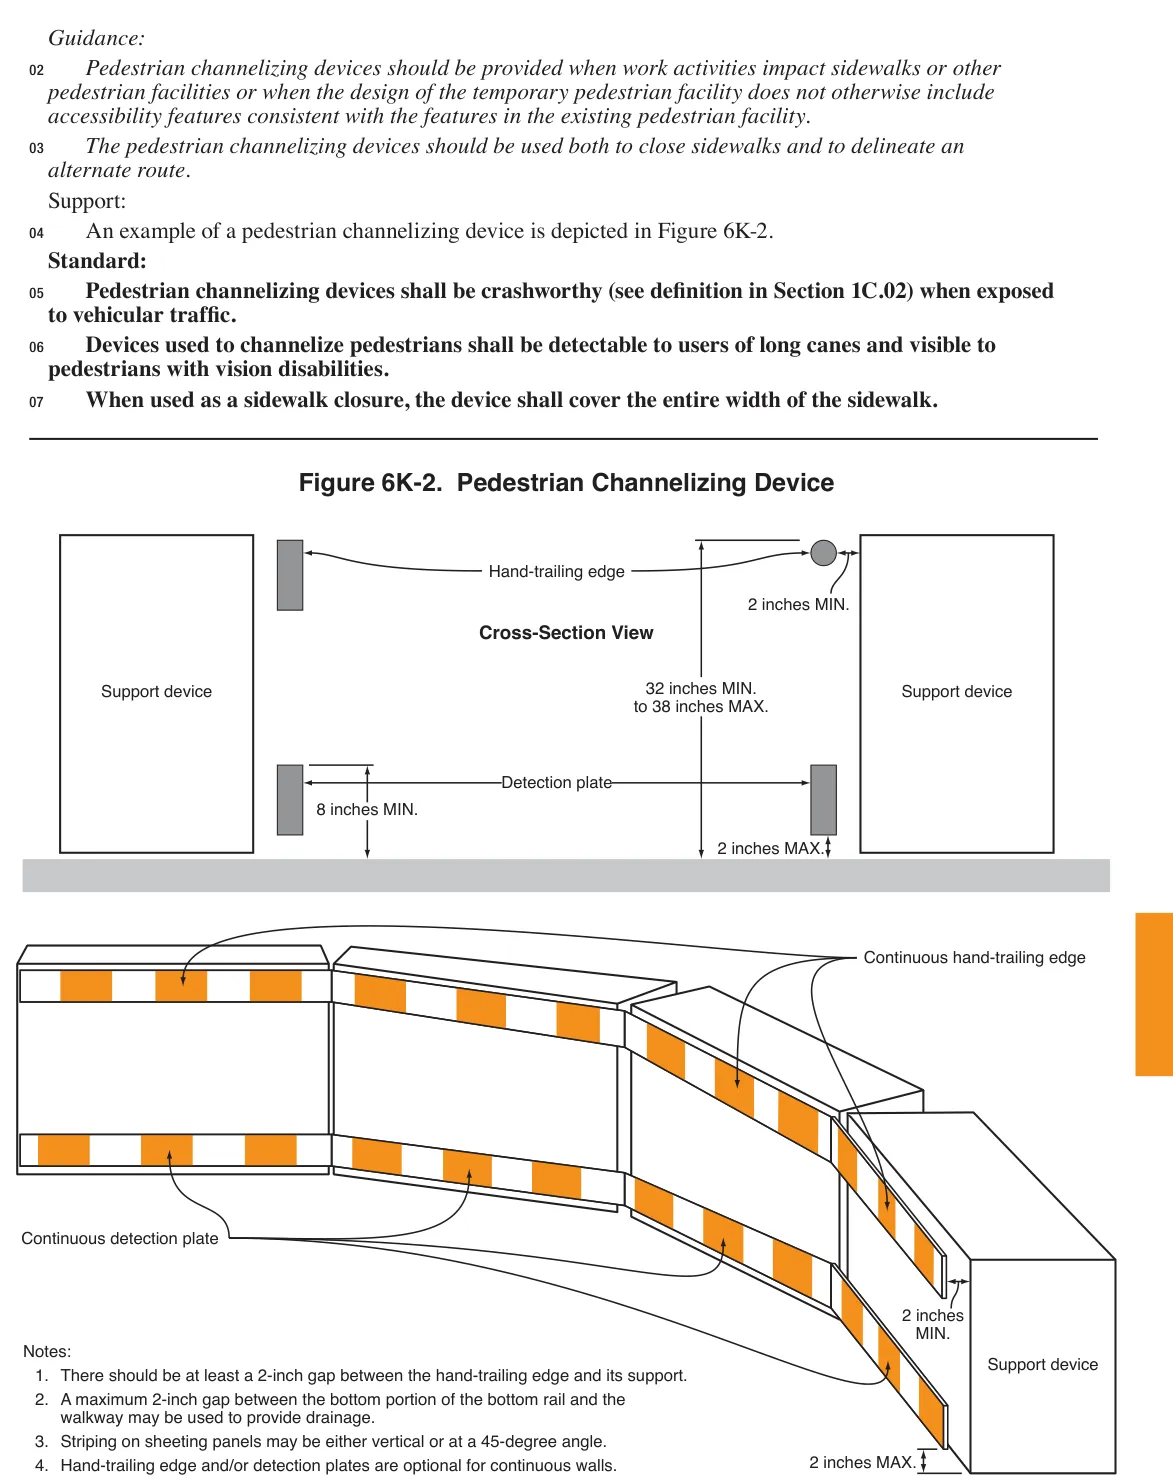 Guidance:
02 Pedestrian channelizing devices should be provided when work activities impact sidewalks or other
pedestrian facilities or when the design of the temporary pedestrian facility does not otherwise include
accessibility features consistent with the features in the existing pedestrian facility.
03 The pedestrian channelizing devices should be used both to close sidewalks and to delineate an
alternate route.
Support:
04 An example of a pedestrian channelizing device is depicted in Figure 6K-2.
Standard:
05 Pedestrian channelizing devices shall be crashworthy (see definition in Section 1C.02) when exposed
to vehicular traffic.
06 Devices used to channelize pedestrians shall be detectable to users of long canes and visible to
pedestrians with vision disabilities.
07 When used as a sidewalk closure, the device shall cover the entire width of the sidewalk.
Figure 6K-2. Pedestrian Channelizing Device
Hand-trailing edge
2 inches MIN.
Cross-Section View
Support device
32 inches MIN.
to 38 inches MAX.
Support device
Detection plate
8 inches MIN.
2 inches MAX.
Continuous hand-trailing edge
Continuous detection plate
2 inches
MIN.
Support device
2 inches MAX.
Notes:
1. There should be at least a 2-inch gap between the hand-trailing edge and its support.
2. A maximum 2-inch gap between the bottom portion of the bottom rail and the
walkway may be used to provide drainage.
3. Striping on sheeting panels may be either vertical or at a 45-degree angle.
4. Hand-trailing edge and/or detection plates are optional for continuous walls.